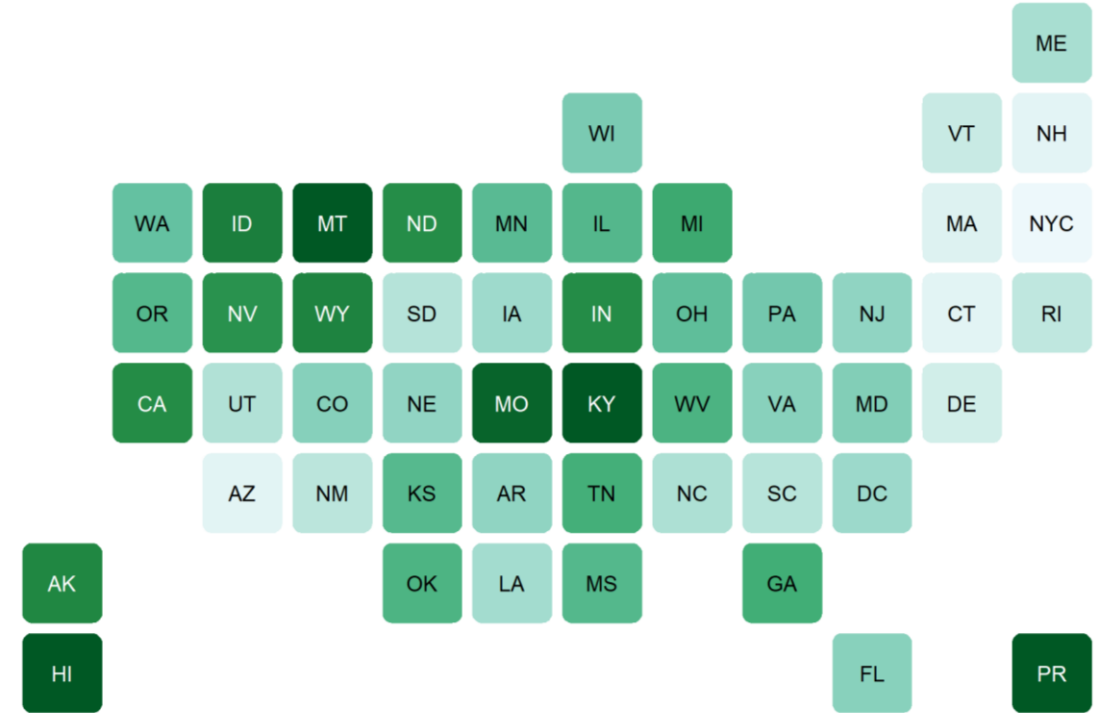 ME
WI VT NH
WA ID MT ND MN IL MI MA NYC
OR NV WY SD IA IN OH PA NJ CT RI
CA UT CO NE MO KY WV VA MD DE
AZ NM KS AR TN NC SC DC
AK OK LA MS GA
HI FL PR